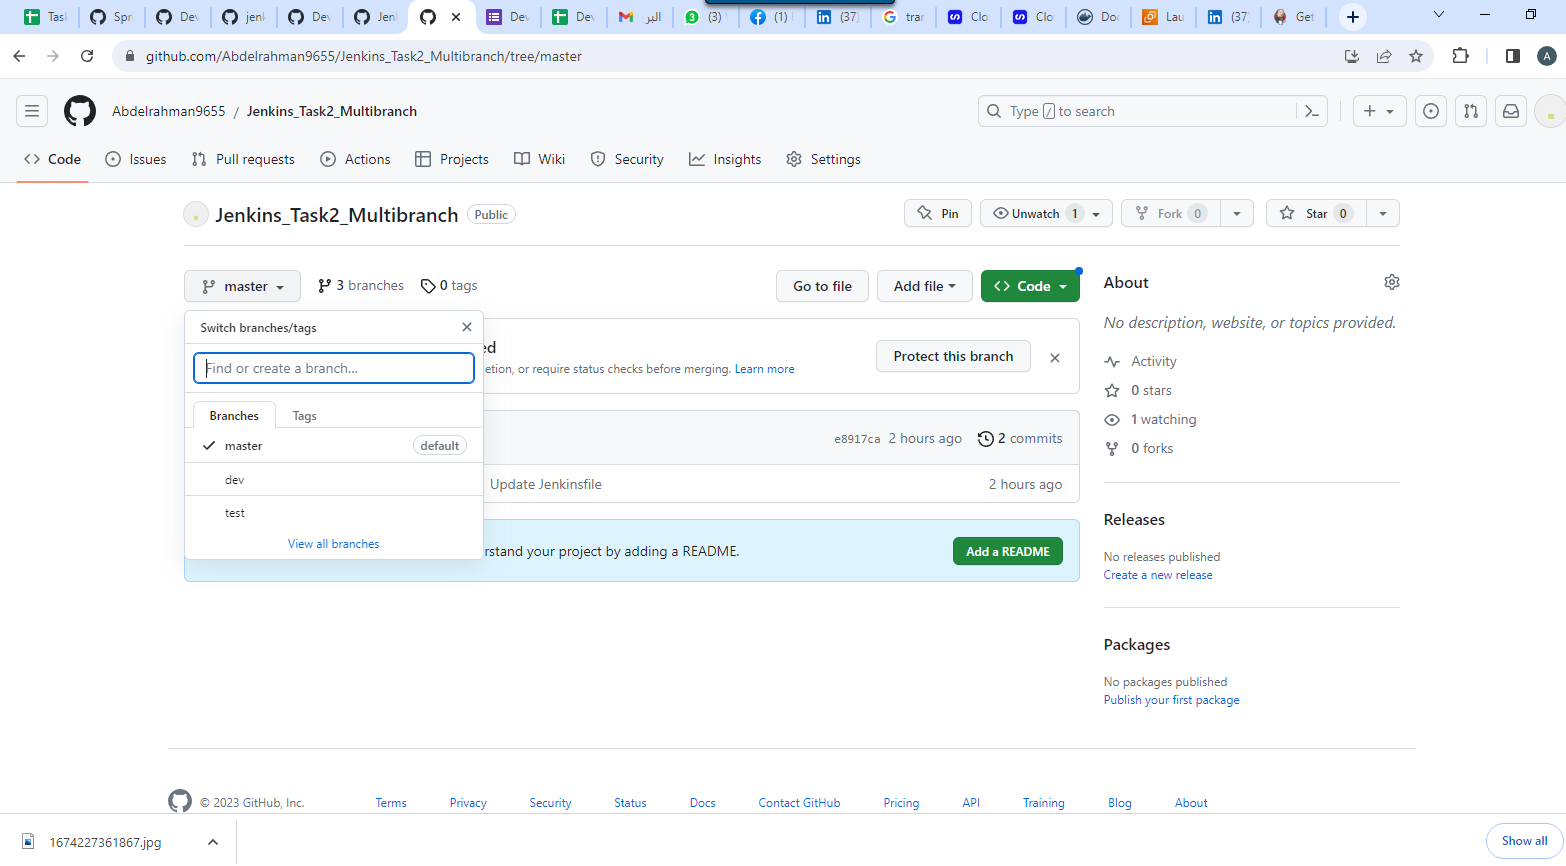 Task
Spr
Dev
jenk
Dev
Jenk
Dev
Dev
البر
(3)
(1)
(37)
trar
Clo
Clo
Doc
Lau
(37)
Get
github.com/Abdelrahman9655/Jenkins_Task2_Multibranch/tree/master
A
Abdelrahman9655 / Jenkins_Task2_Multibranch
Type / to search
Code Issues Pull requests Actions Projects Wiki Security Insights Settings
Jenkins_Task2_Multibranch Public
Pin Unwatch 1 Fork 0 Star 0
master 3 branches 0 tags
Go to file Add file Code
Switch branches/tags
Find or create a branch...
Branches Tags
master default
dev
test
View all branches
ed
etion, or require status checks before merging. Learn more
Protect this branch
e8917ca 2 hours ago 2 commits
Update Jenkinsfile 2 hours ago
rstand your project by adding a README.
Add a README
About
No description, website, or topics provided.
Activity
0 stars
1 watching
0 forks
Releases
No releases published
Create a new release
Packages
No packages published
Publish your first package
© 2023 GitHub, Inc. Terms Privacy Security Status Docs Contact GitHub Pricing API Training Blog About
1674227361867.jpg
Show all